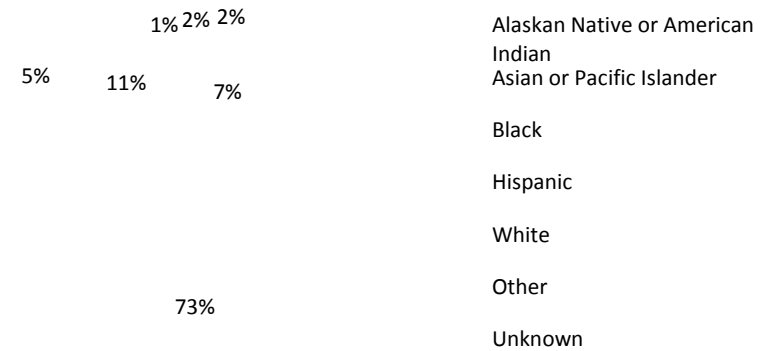 1% 2% 2%
5% 11% 7%
73%
Alaskan Native or American
Indian
Asian or Pacific Islander
Black
Hispanic
White
Other
Unknown